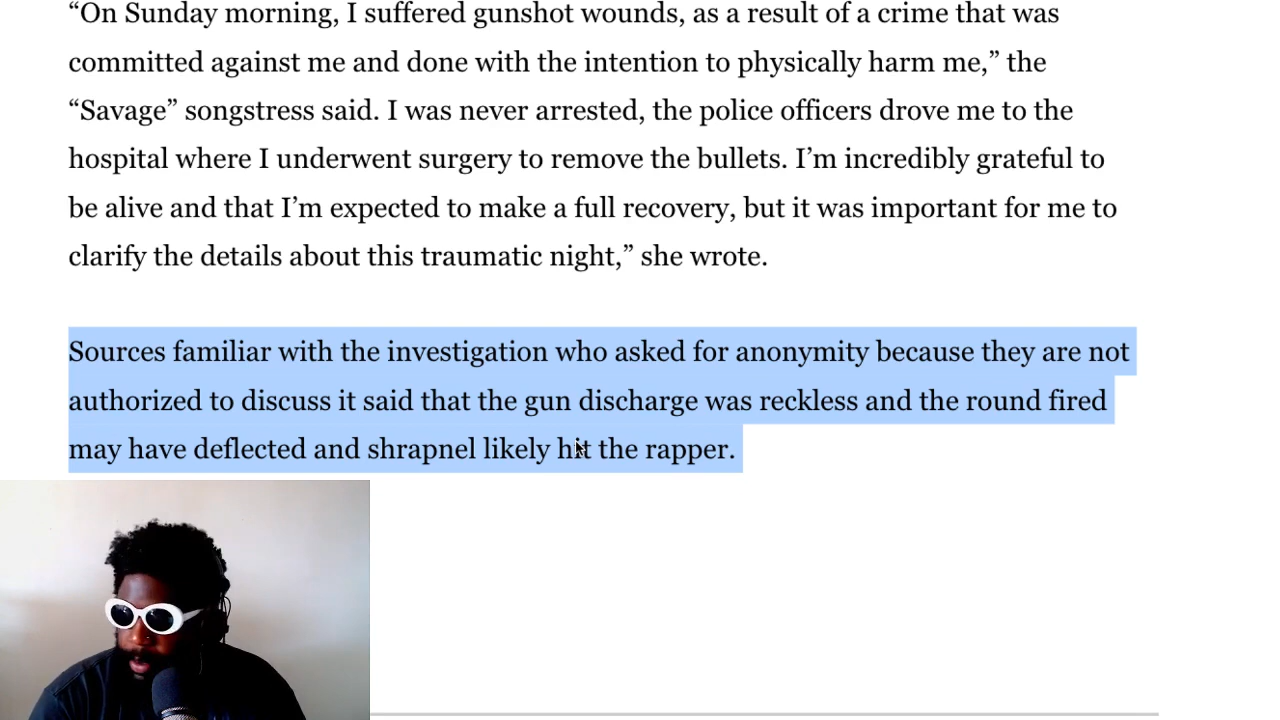 “On Sunday morning, I suffered gunshot wounds, as a result of a crime that was
committed against me and done with the intention to physically harm me,” the
“Savage” songstress said. I was never arrested, the police officers drove me to the
hospital where I underwent surgery to remove the bullets. I’m incredibly grateful to
be alive and that I’m expected to make a full recovery, but it was important for me to
clarify the details about this traumatic night,” she wrote.
Sources familiar with the investigation who asked for anonymity because they are not
authorized to discuss it said that the gun discharge was reckless and the round fired
may have deflected and shrapnel likely hit the rapper.